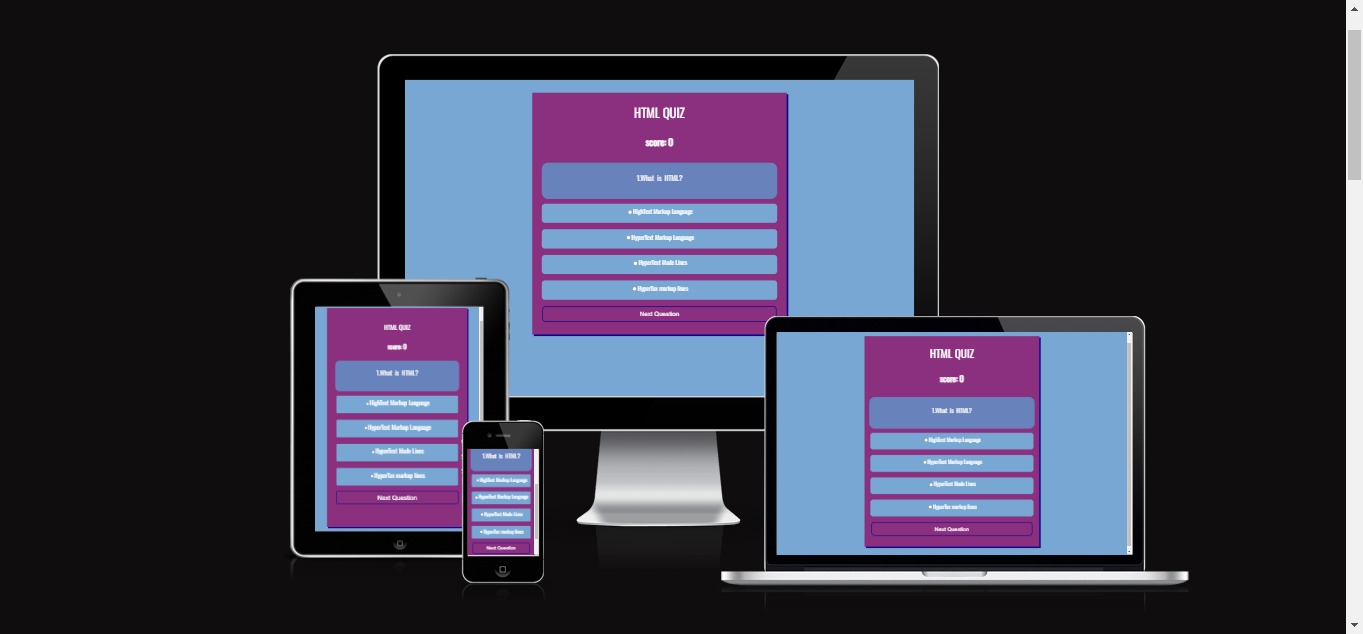 HTML QUIZ
score: 0
1.What is HTML?
● HighText Markup Language
● HyperText Markup Language
● HyperText Made Lines
● HyperTex markup lines
Next Question
HTML QUIZ
score: 0
1.What is HTML?
● HighText Markup Language
● HyperText Markup Language
● HyperText Made Lines
● HyperTex markup lines
Next Question
1.What is HTML?
● HighText Markup Language
● HyperText Markup Language
● HyperText Made Lines
● HyperTex markup lines
Next Question
HTML QUIZ
score: 0
1.What is HTML?
● HighText Markup Language
● HyperText Markup Language
● HyperText Made Lines
● HyperTex markup lines
Next Question